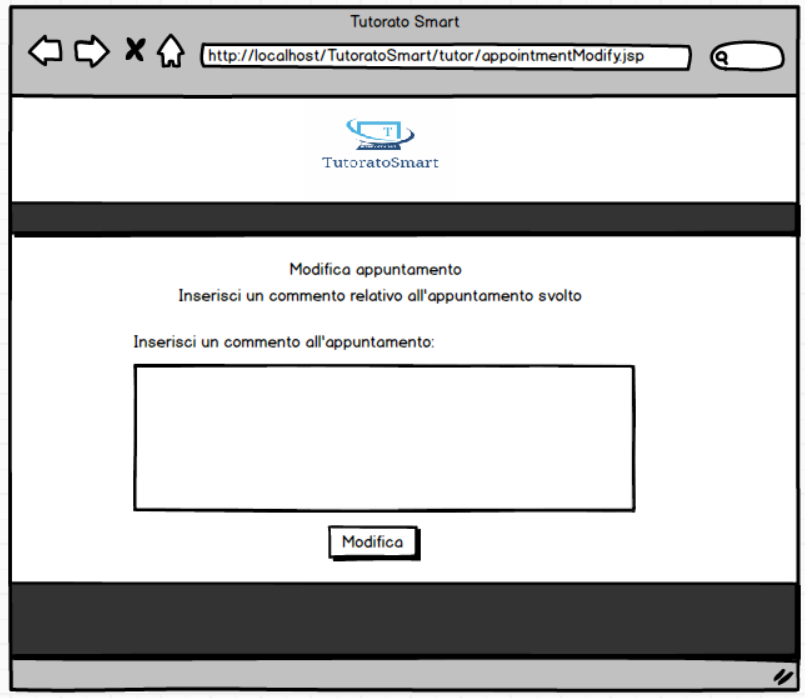 Tutorato Smart
http://localhost/TutoratoSmart/tutor/appointmentModify.jsp
T
TutoratoSmart
Modifica appuntamento
Inserisci un commento relativo all'appuntamento svolto
Inserisci un commento all'appuntamento:
Modifica